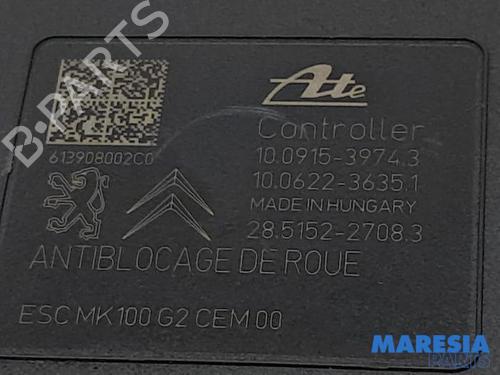 Ate
Controller
613908002C0
10.0915-3974.3
10.0622-3635.1
MADE IN HUNGARY
28.5152-2708.3
ANTIBLOCAGE DE ROUE
ESC MK100 G2 CEM 00
B-PARTS
MARESIA
PARTS